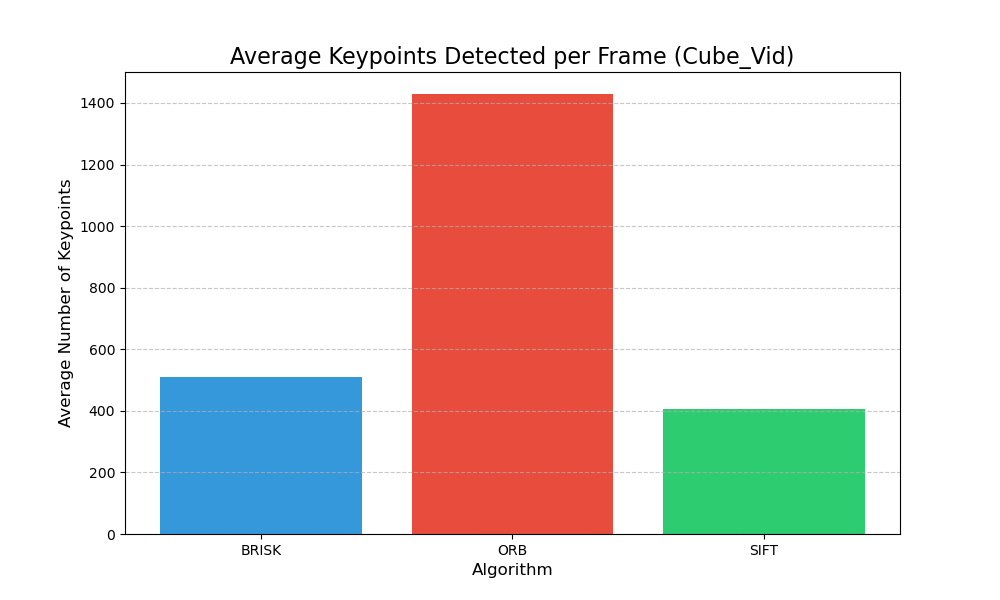 Average Keypoints Detected per Frame (Cube_Vid)
Average Number of Keypoints
1400
1200
1000
800
600
400
200
0
BRISK ORB SIFT
Algorithm